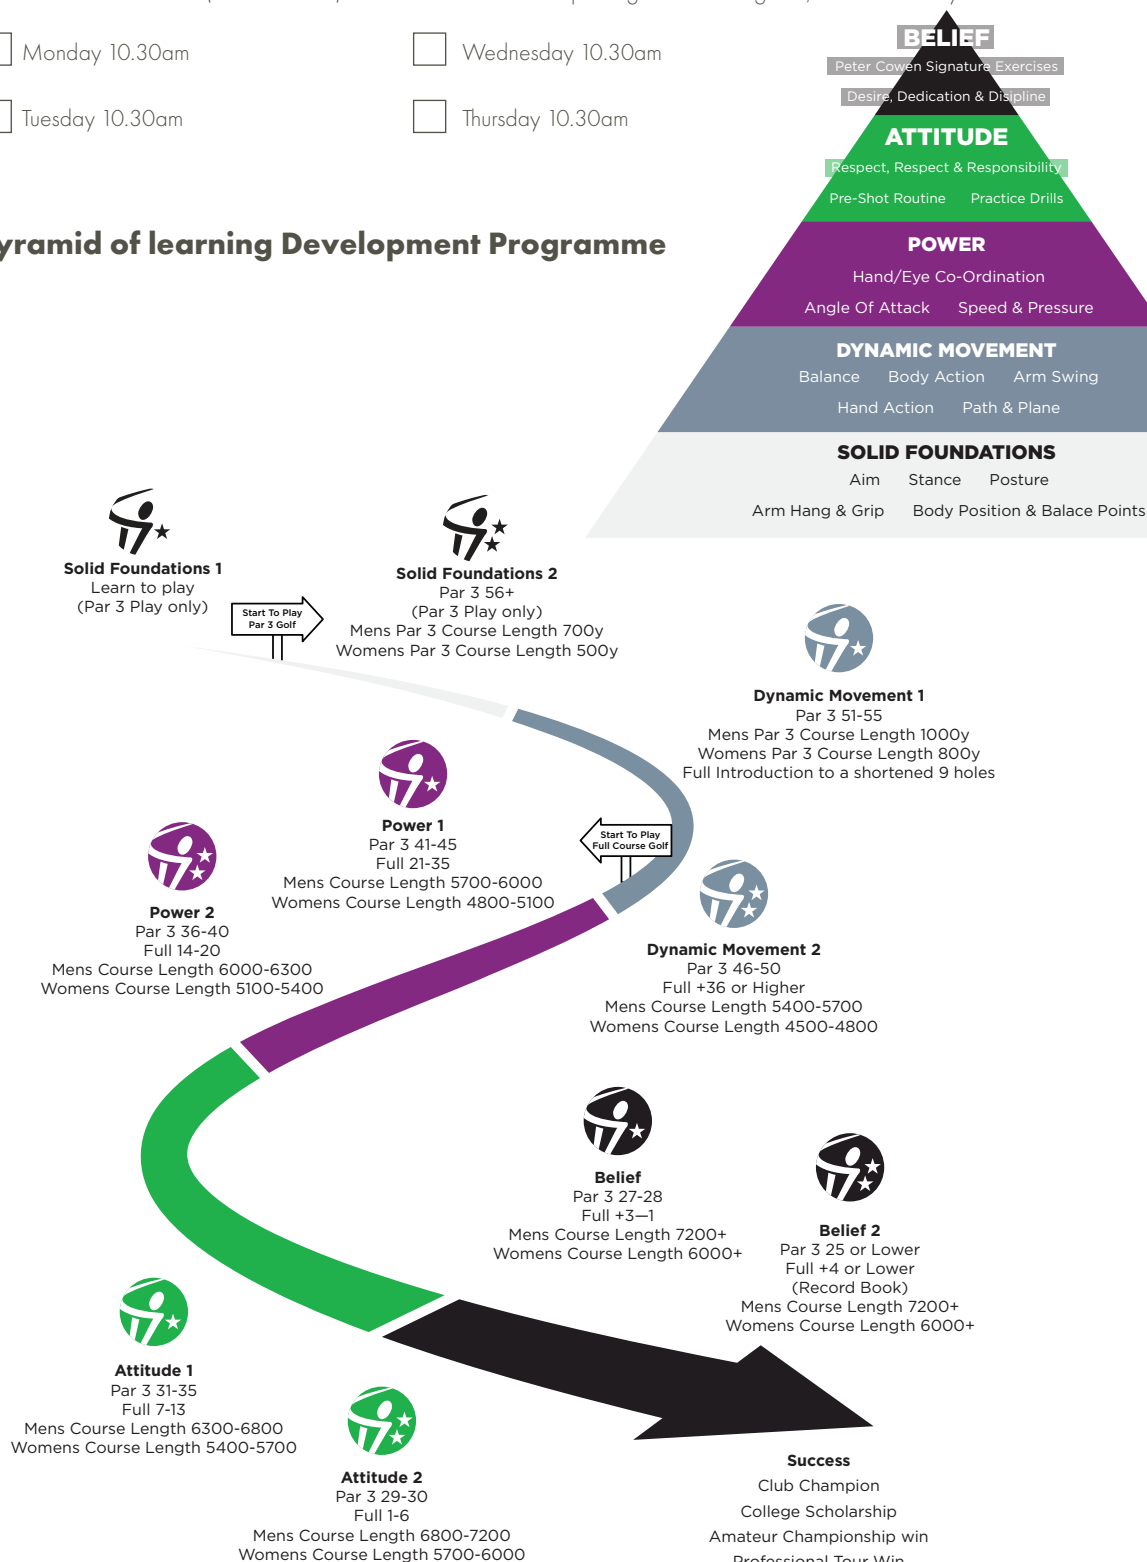 Monday 10.30am
Wednesday 10.30am
Tuesday 10.30am
Thursday 10.30am
BELIEF
Peter Cowen Signature Exercises
Desire, Dedication & Disipline
ATTITUDE
Respect, Respect & Responsibility
Pre-Shot Routine Practice Drills
yramid of learning Development Programme
POWER
Hand/Eye Co-Ordination
Angle Of Attack Speed & Pressure
DYNAMIC MOVEMENT
Balance Body Action Arm Swing
Hand Action Path & Plane
SOLID FOUNDATIONS
Aim Stance Posture
Arm Hang & Grip Body Position & Balace Points
Solid Foundations 1
Learn to play
(Par 3 Play only)
Start To Play
Par 3 Golf
Solid Foundations 2
Par 3 56+
(Par 3 Play only)
Mens Par 3 Course Length 700y
Womens Par 3 Course Length 500y
Dynamic Movement 1
Par 3 51-55
Mens Par 3 Course Length 1000y
Womens Par 3 Course Length 800y
Full Introduction to a shortened 9 holes
Start To Play
Full Course Golf
Power 1
Par 3 41-45
Full 21-35
Mens Course Length 5700-6000
Womens Course Length 4800-5100
Power 2
Par 3 36-40
Full 14-20
Mens Course Length 6000-6300
Womens Course Length 5100-5400
Dynamic Movement 2
Par 3 46-50
Full +36 or Higher
Mens Course Length 5400-5700
Womens Course Length 4500-4800
Belief
Par 3 27-28
Full +3—1
Mens Course Length 7200+
Womens Course Length 6000+
Belief 2
Par 3 25 or Lower
Full +4 or Lower
(Record Book)
Mens Course Length 7200+
Womens Course Length 6000+
Attitude 1
Par 3 31-35
Full 7-13
Mens Course Length 6300-6800
Womens Course Length 5400-5700
Attitude 2
Par 3 29-30
Full 1-6
Mens Course Length 6800-7200
Womens Course Length 5700-6000
Success
Club Champion
College Scholarship
Amateur Championship win
Professional Tour Win